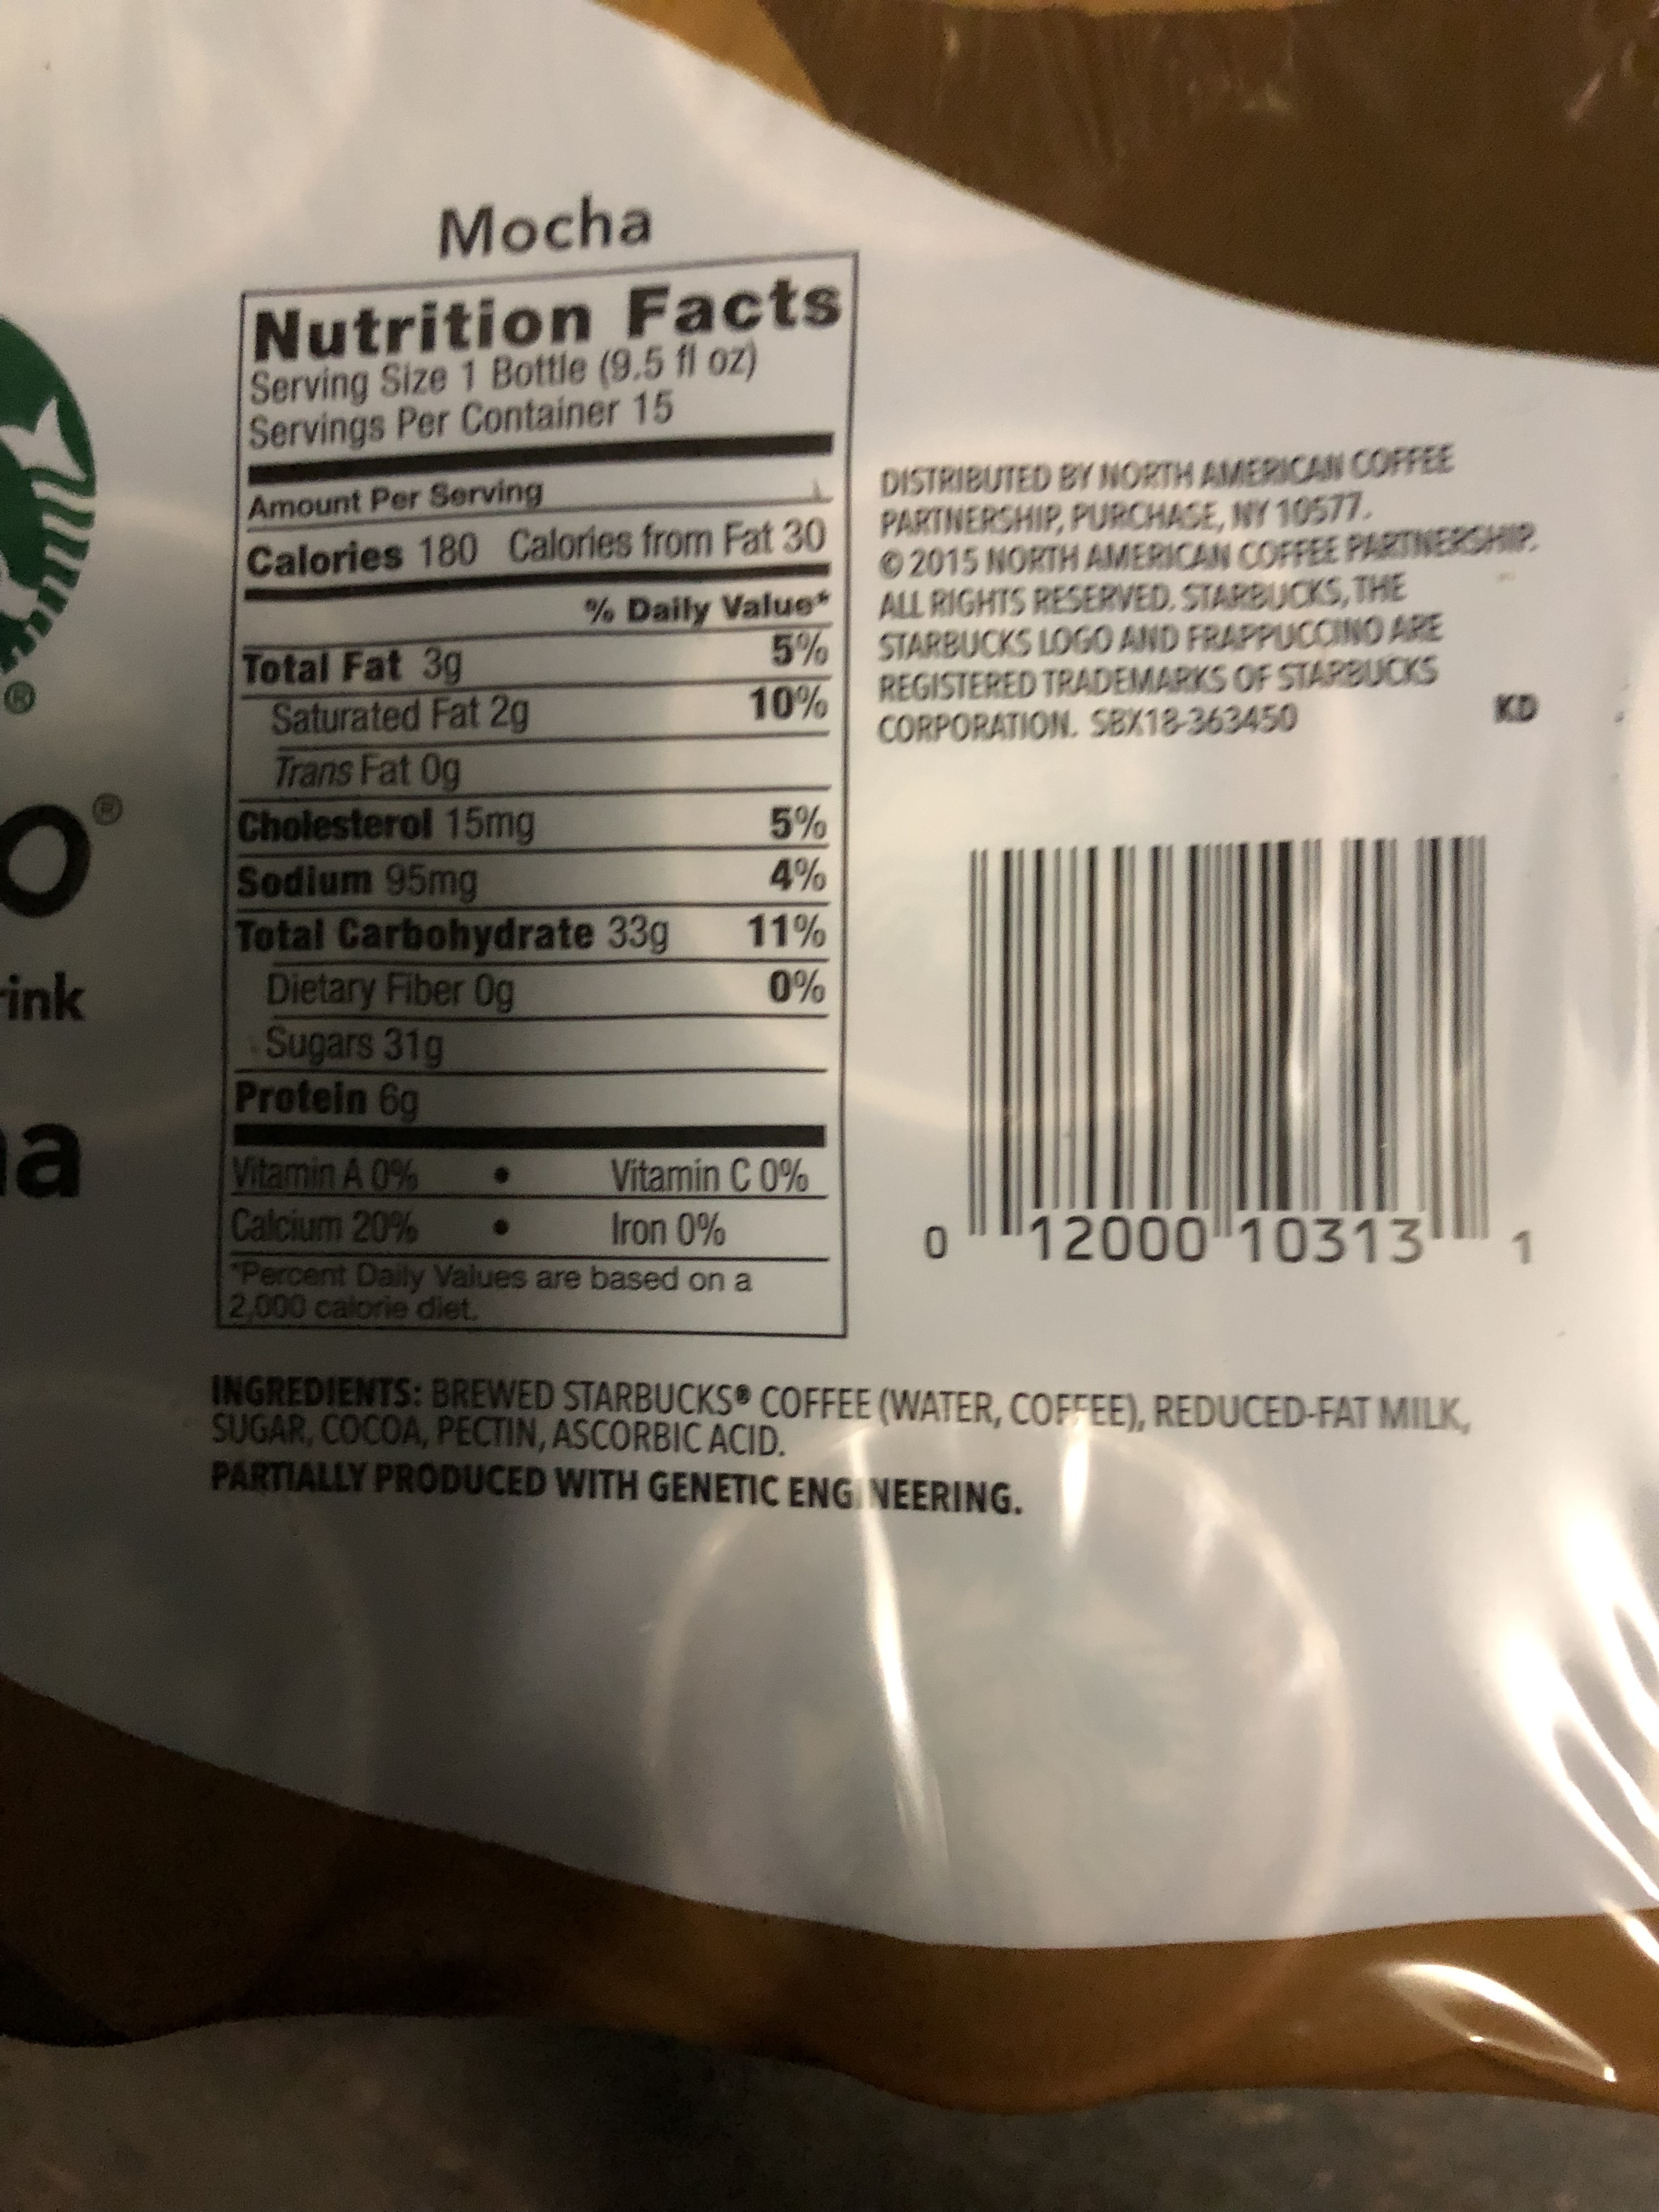 Mocha
Nutrition Facts
Serving Size 1 Bottle (9.5 fl oz)
Servings Per Container 15
Amount Per Serving
Calories 180 Calories from Fat 30
% Daily Value*
Total Fat 3g 5%
Saturated Fat 2g 10%
Trans Fat 0g
Cholesterol 15mg 5%
Sodium 95mg 4%
Total Carbohydrate 33g 11%
Dietary Fiber 0g 0%
Sugars 31g
Protein 6g
Vitamin A 0% • Vitamin C 0%
Calcium 20% • Iron 0%
*Percent Daily Values are based on a
2,000 calorie diet.
DISTRIBUTED BY NORTH AMERICAN COFFEE
PARTNERSHIP, PURCHASE, NY 10577.
© 2015 NORTH AMERICAN COFFEE PARTNERSHIP.
ALL RIGHTS RESERVED. STARBUCKS, THE
STARBUCKS LOGO AND FRAPPUCCINO ARE
REGISTERED TRADEMARKS OF STARBUCKS
CORPORATION. SBX18-363450 KD
0 12000 10313 1
INGREDIENTS: BREWED STARBUCKS® COFFEE (WATER, COFFEE), REDUCED-FAT MILK,
SUGAR, COCOA, PECTIN, ASCORBIC ACID.
PARTIALLY PRODUCED WITH GENETIC ENGINEERING.
®
O®
rink
a